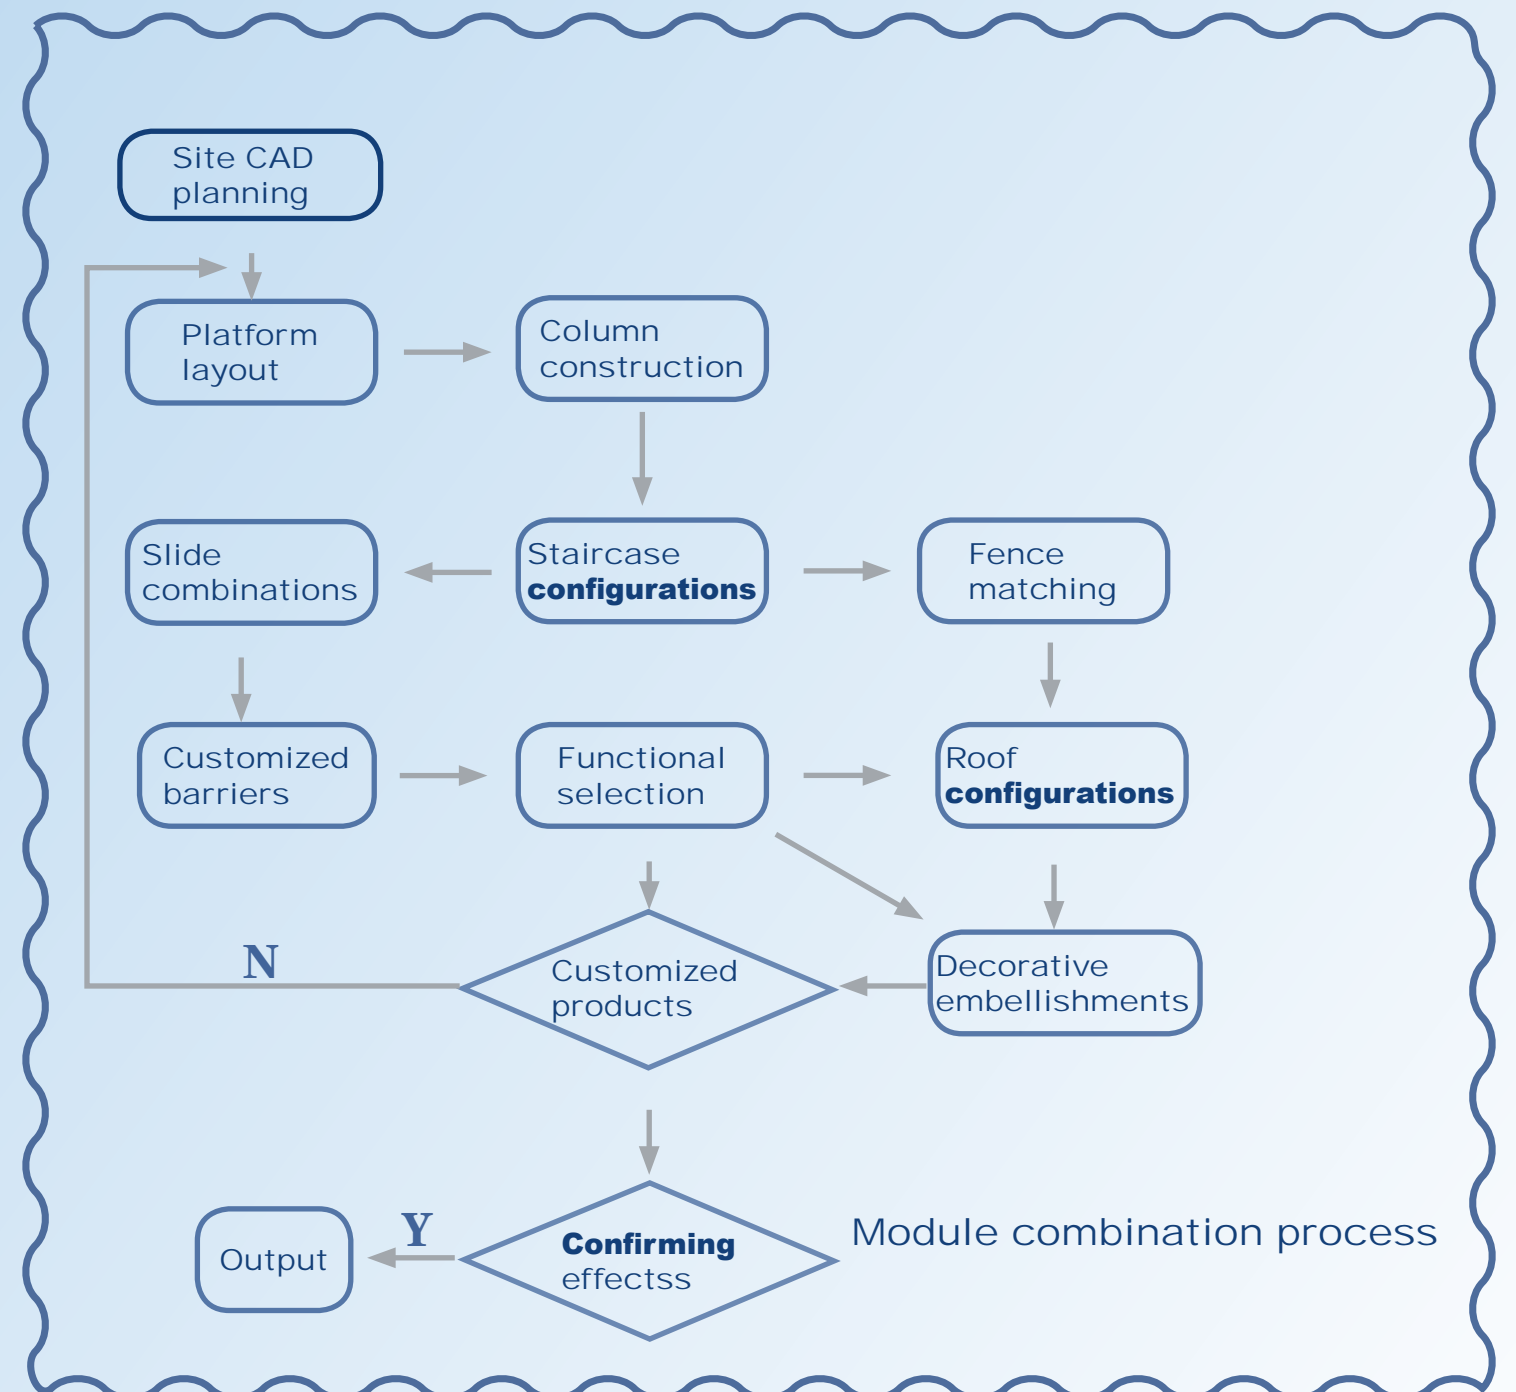 Site CAD
planning
Platform
layout
Column
construction
Slide
combinations
Staircase
configurations
Fence
matching
Customized
barriers
Functional
selection
Roof
configurations
N
Customized
products
Decorative
embellishments
Output
Y
Confirming
effectss
Module combination process